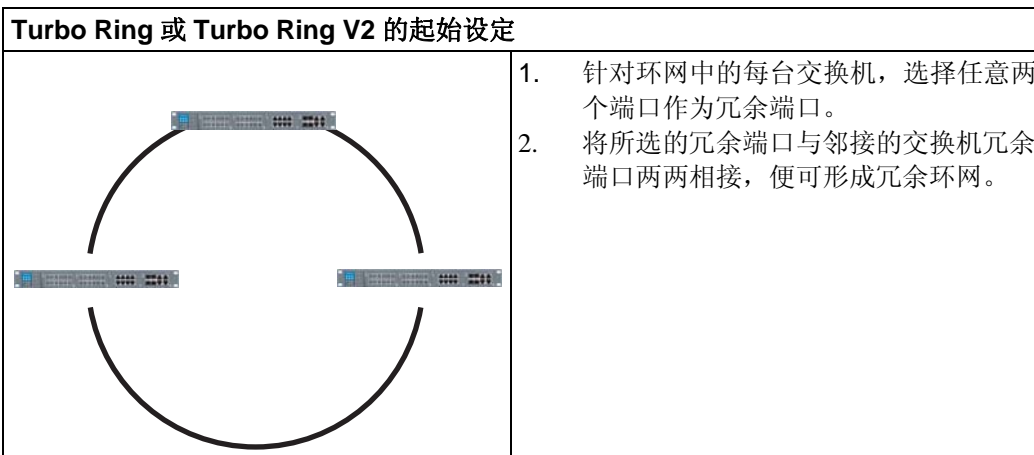 Turbo Ring 或 Turbo Ring V2 的起始设定
1. 针对环网中的每台交换机，选择任意两
个端口作为冗余端口。
2. 将所选的冗余端口与邻接的交换机冗余
端口两两相接，便可形成冗余环网。